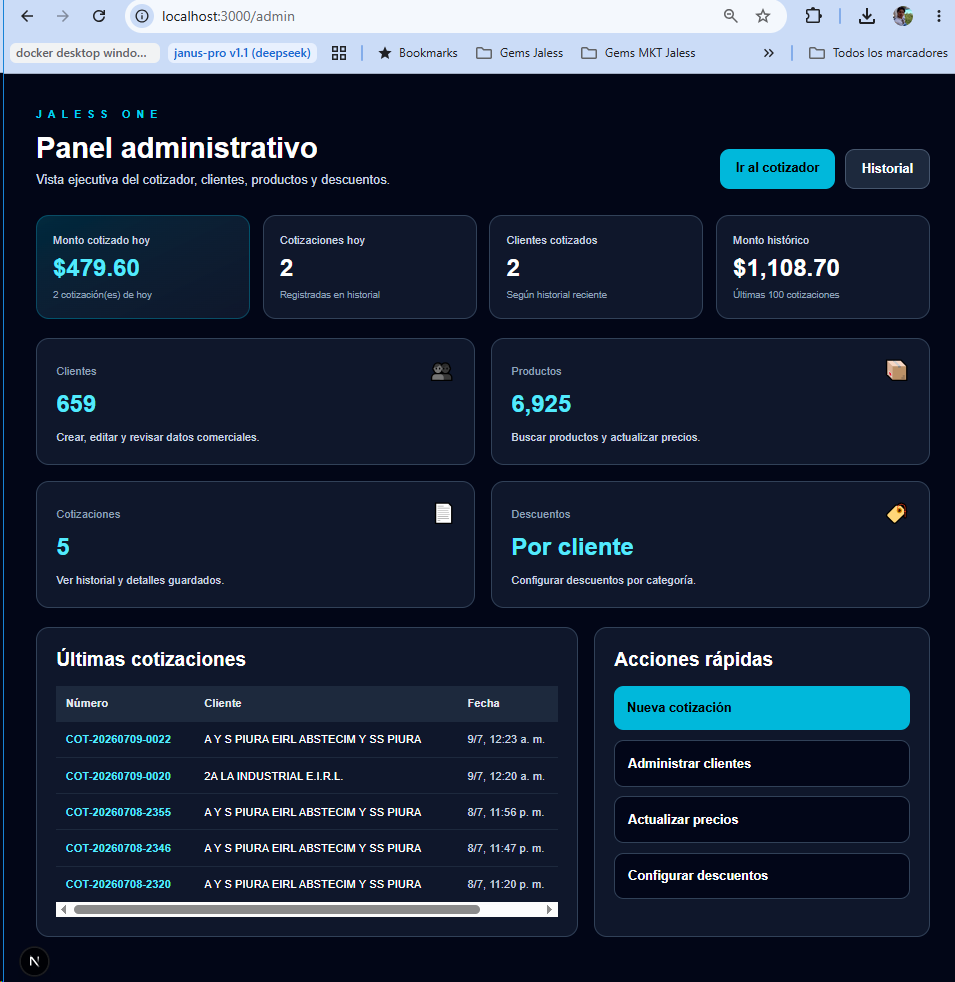 localhost:3000/admin
docker desktop windo...
janus-pro v1.1 (deepseek)
Bookmarks
Gems Jaless
Gems MKT Jaless
»
Todos los marcadores
JALESS ONE
Panel administrativo
Vista ejecutiva del cotizador, clientes, productos y descuentos.
Ir al cotizador
Historial
Monto cotizado hoy
$479.60
2 cotización(es) de hoy
Cotizaciones hoy
2
Registradas en historial
Clientes cotizados
2
Según historial reciente
Monto histórico
$1,108.70
Últimas 100 cotizaciones
Clientes
659
Crear, editar y revisar datos comerciales.
Productos
6,925
Buscar productos y actualizar precios.
Cotizaciones
5
Ver historial y detalles guardados.
Descuentos
Por cliente
Configurar descuentos por categoría.
Últimas cotizaciones
Número Cliente Fecha
COT-20260709-0022 A Y S PIURA EIRL ABSTECIM Y SS PIURA 9/7, 12:23 a. m.
COT-20260709-0020 2A LA INDUSTRIAL E.I.R.L. 9/7, 12:20 a. m.
COT-20260708-2355 A Y S PIURA EIRL ABSTECIM Y SS PIURA 8/7, 11:56 p. m.
COT-20260708-2346 A Y S PIURA EIRL ABSTECIM Y SS PIURA 8/7, 11:47 p. m.
COT-20260708-2320 A Y S PIURA EIRL ABSTECIM Y SS PIURA 8/7, 11:20 p. m.
Acciones rápidas
Nueva cotización
Administrar clientes
Actualizar precios
Configurar descuentos
N